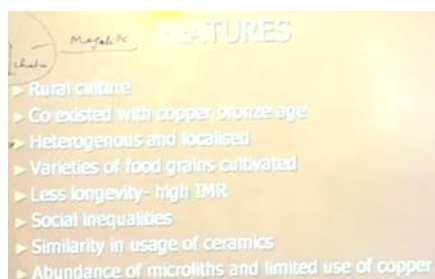 FEATURES
Rural culture
Co existed with copper bronze age
Heterogenous and localised
Varieties of food grains cultivated
Less longevity- high IMR
Social inequalities
Similarity in usage of ceramics
Abundance of microliths and limited use of copper